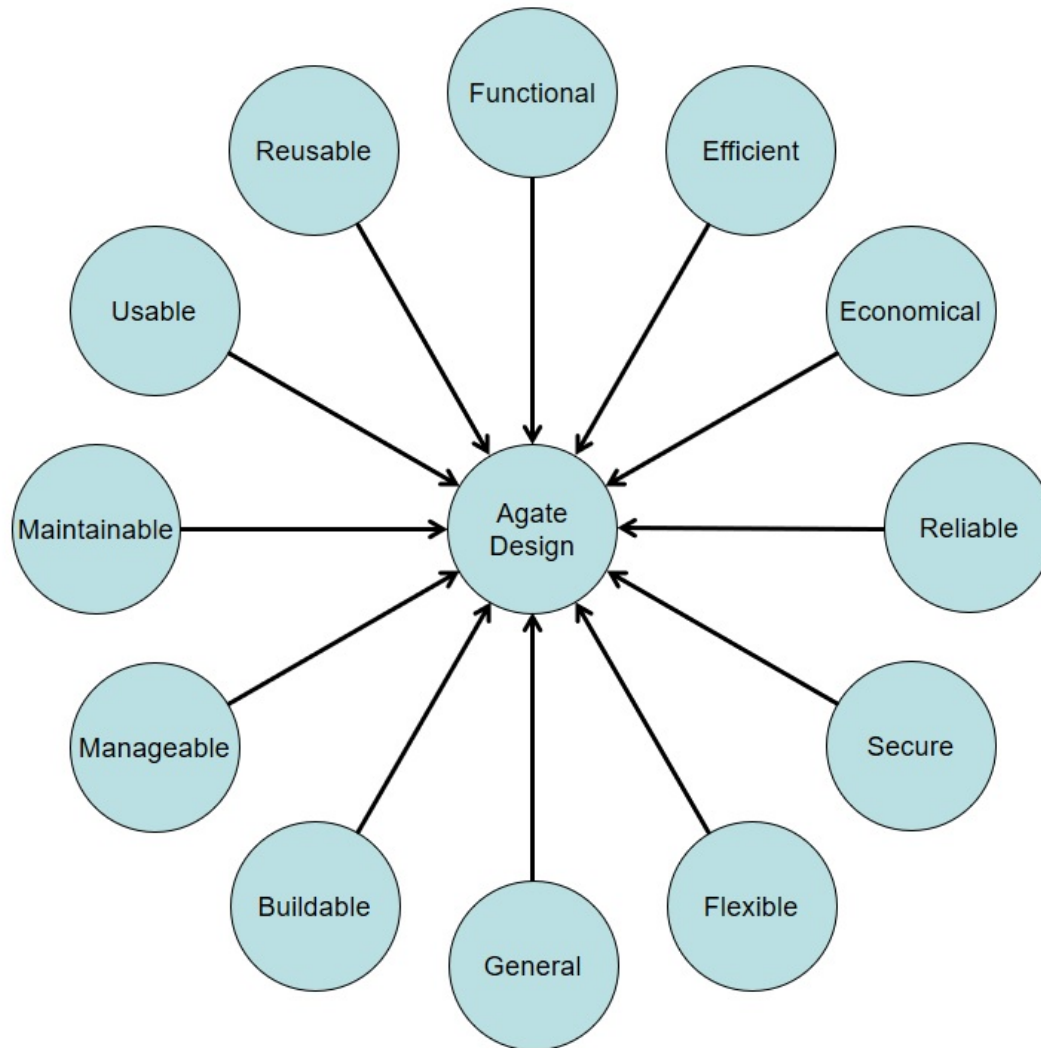 Functional
Efficient
Economical
Reliable
Secure
Flexible
General
Buildable
Manageable
Maintainable
Usable
Reusable
Agate
Design